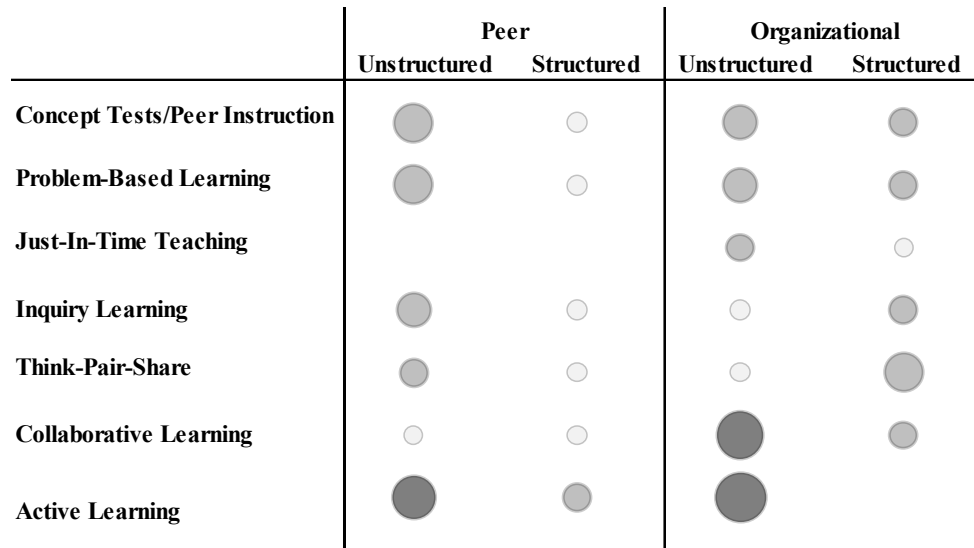 Peer Organizational
Unstructured Structured Unstructured Structured
Concept Tests/Peer Instruction
Problem-Based Learning
Just-In-Time Teaching
Inquiry Learning
Think-Pair-Share
Collaborative Learning
Active Learning